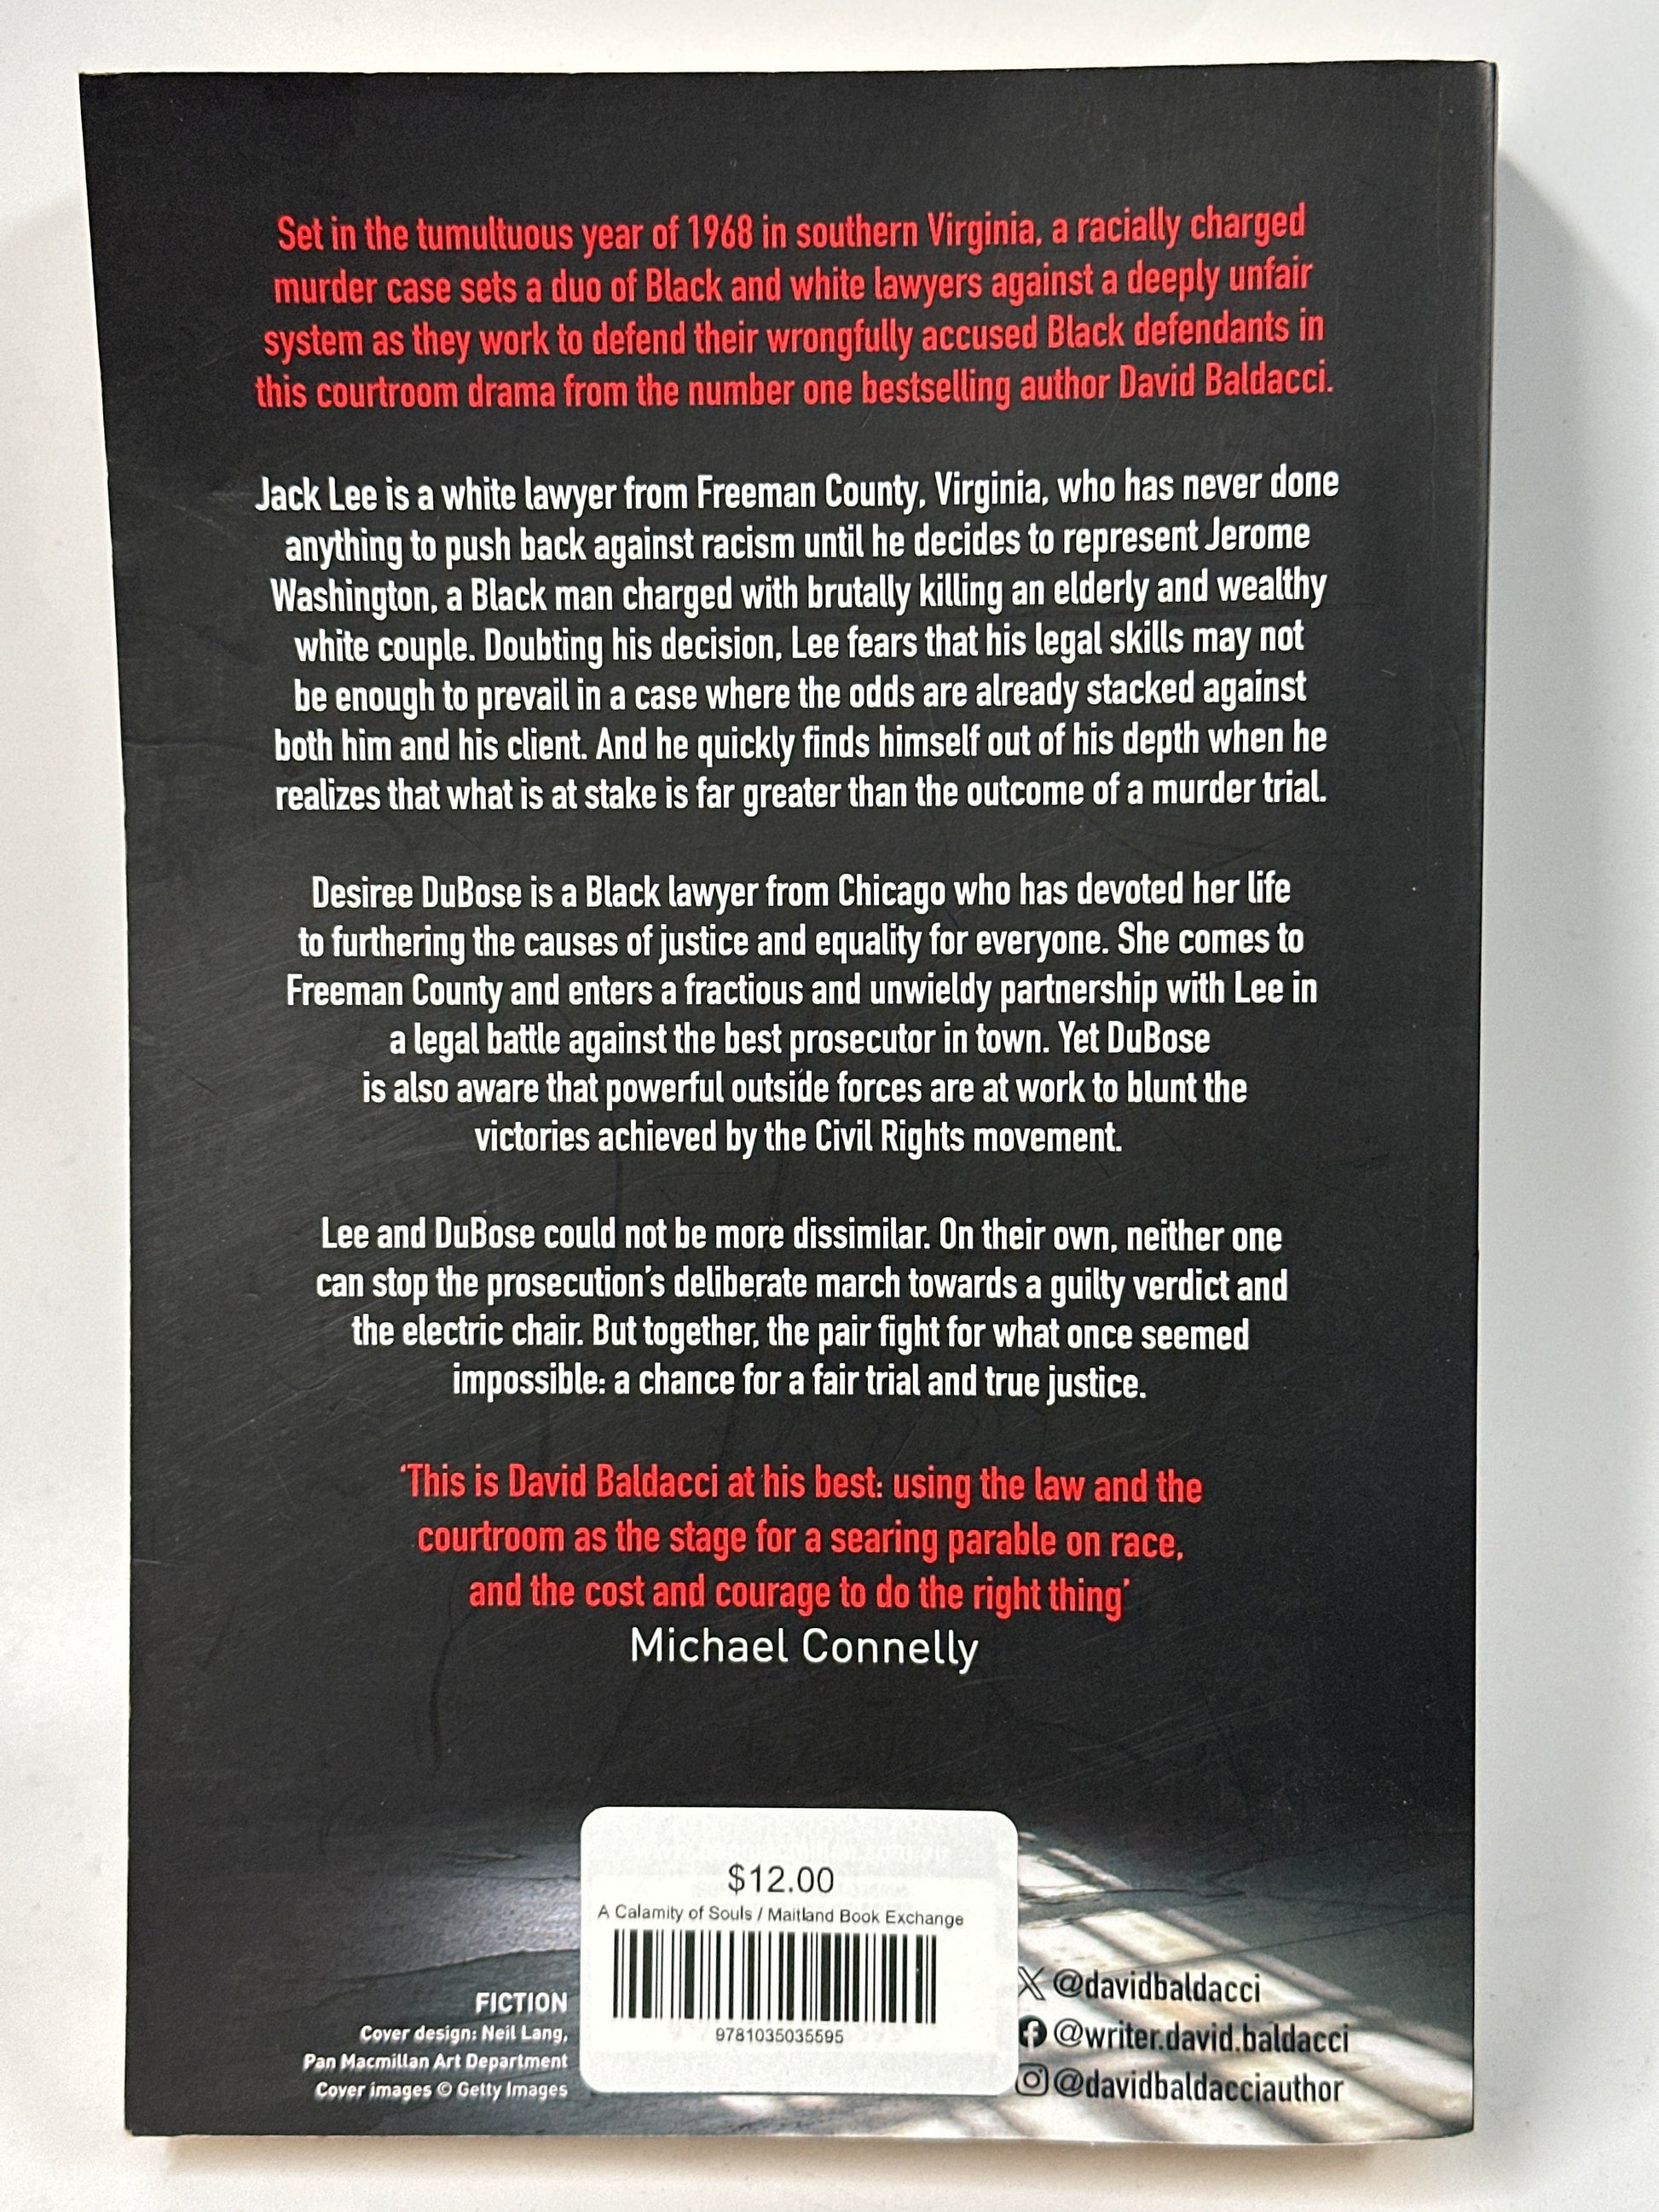 Set in the tumultuous year of 1968 in southern Virginia, a racially charged
murder case sets a duo of Black and white lawyers against a deeply unfair
system as they work to defend their wrongfully accused Black defendants in
this courtroom drama from the number one bestselling author David Baldacci.
Jack Lee is a white lawyer from Freeman County, Virginia, who has never done
anything to push back against racism until he decides to represent Jerome
Washington, a Black man charged with brutally killing an elderly and wealthy
white couple. Doubting his decision, Lee fears that his legal skills may not
be enough to prevail in a case where the odds are already stacked against
both him and his client. And he quickly finds himself out of his depth when he
realizes that what is at stake is far greater than the outcome of a murder trial.
Desiree DuBose is a Black lawyer from Chicago who has devoted her life
to furthering the causes of justice and equality for everyone. She comes to
Freeman County and enters a fractious and unwieldy partnership with Lee in
a legal battle against the best prosecutor in town. Yet DuBose
is also aware that powerful outside forces are at work to blunt the
victories achieved by the Civil Rights movement.
Lee and DuBose could not be more dissimilar. On their own, neither one
can stop the prosecution's deliberate march towards a guilty verdict and
the electric chair. But together, the pair fight for what once seemed
impossible: a chance for a fair trial and true justice.
'This is David Baldacci at his best: using the law and the
courtroom as the stage for a searing parable on race,
and the cost and courage to do the right thing'
Michael Connelly
$12.00
A Calamity of Souls / Maitland Book Exchange
9781035035595
FICTION
Cover design: Neil Lang,
Pan Macmillan Art Department
Cover images © Getty Images
@davidbaldacci
@writer.david.baldacci
@davidbaldacciauthor